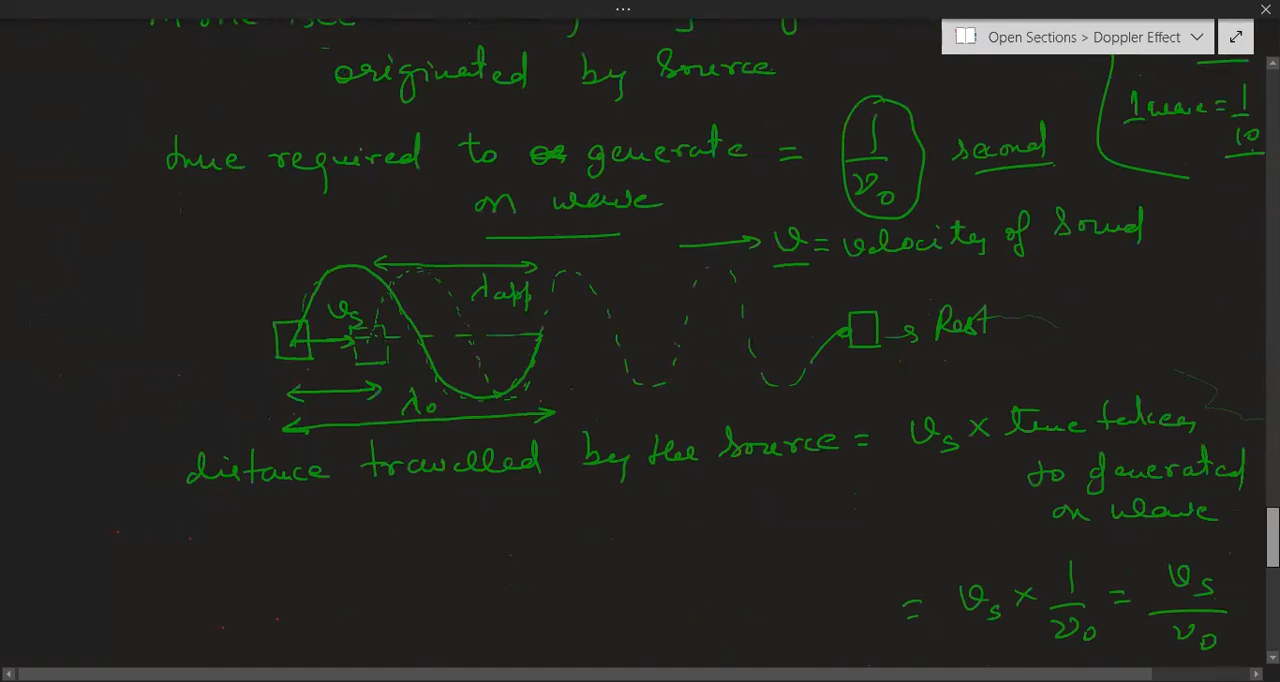 Open Sections > Doppler Effect
originated by source
1 wave = 1/10
time required to generate = 1/ν₀ second
on wave
→ v = velocity of sound
λapp
vs
→ Rest
λ₀
distance travelled by the source = vs × time taken
to generated
on wave
= vs × 1/ν₀ = vs/ν₀